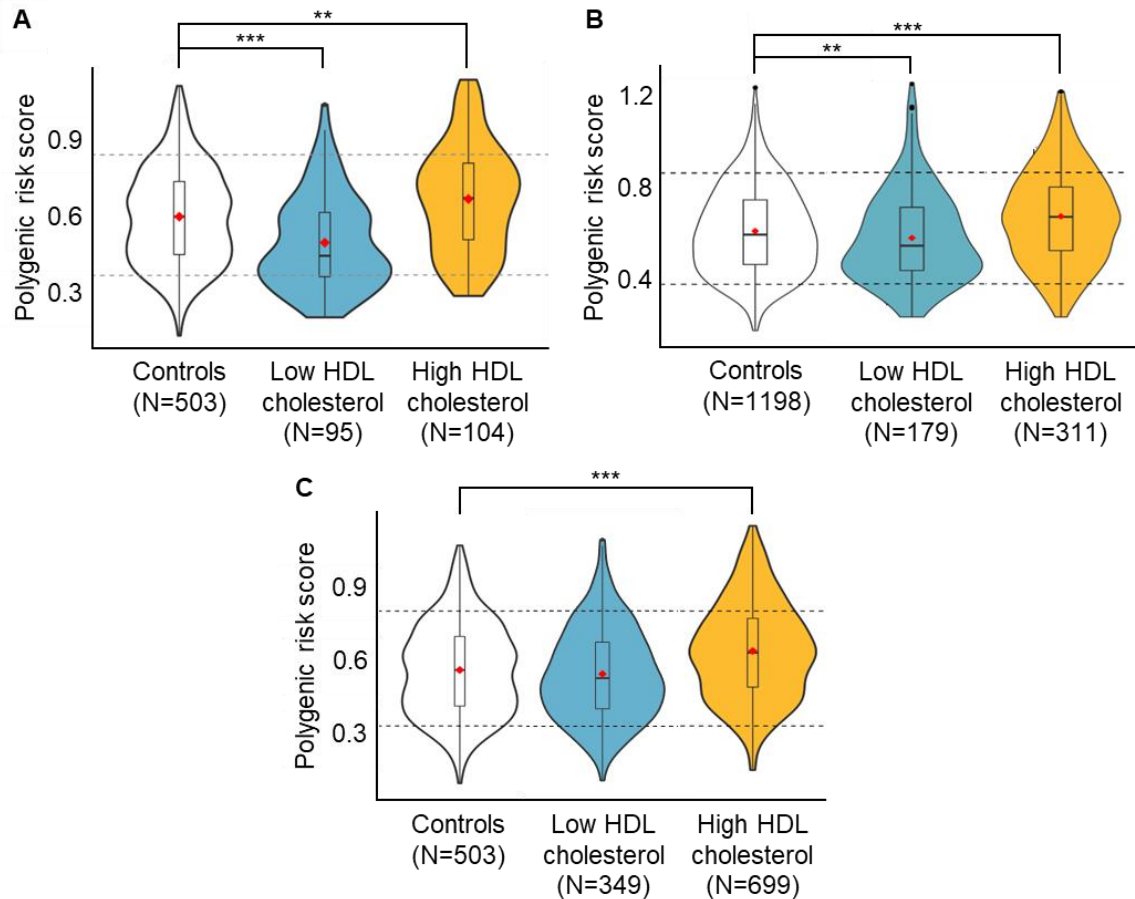 A
**
***
Polygenic risk score
0.9
0.6
0.3
Controls
(N=503)
Low HDL
cholesterol
(N=95)
High HDL
cholesterol
(N=104)
B
***
**
Polygenic risk score
1.2
0.8
0.4
Controls
(N=1198)
Low HDL
cholesterol
(N=179)
High HDL
cholesterol
(N=311)
C
***
Polygenic risk score
0.9
0.6
0.3
Controls
(N=503)
Low HDL
cholesterol
(N=349)
High HDL
cholesterol
(N=699)